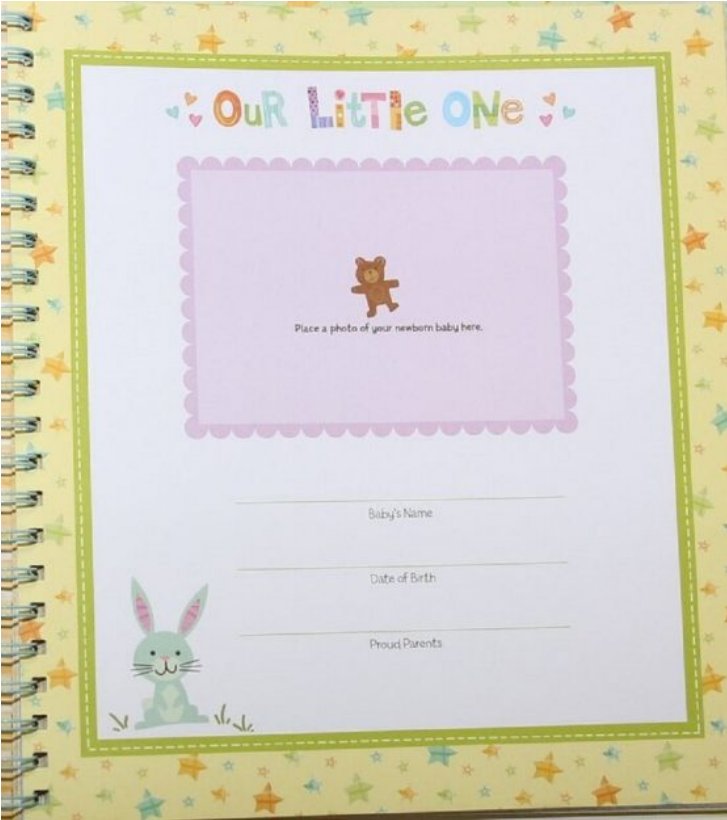 OuR LitTle ONe
Place a photo of your newborn baby here.
Baby's Name
Date of Birth
Proud Parents